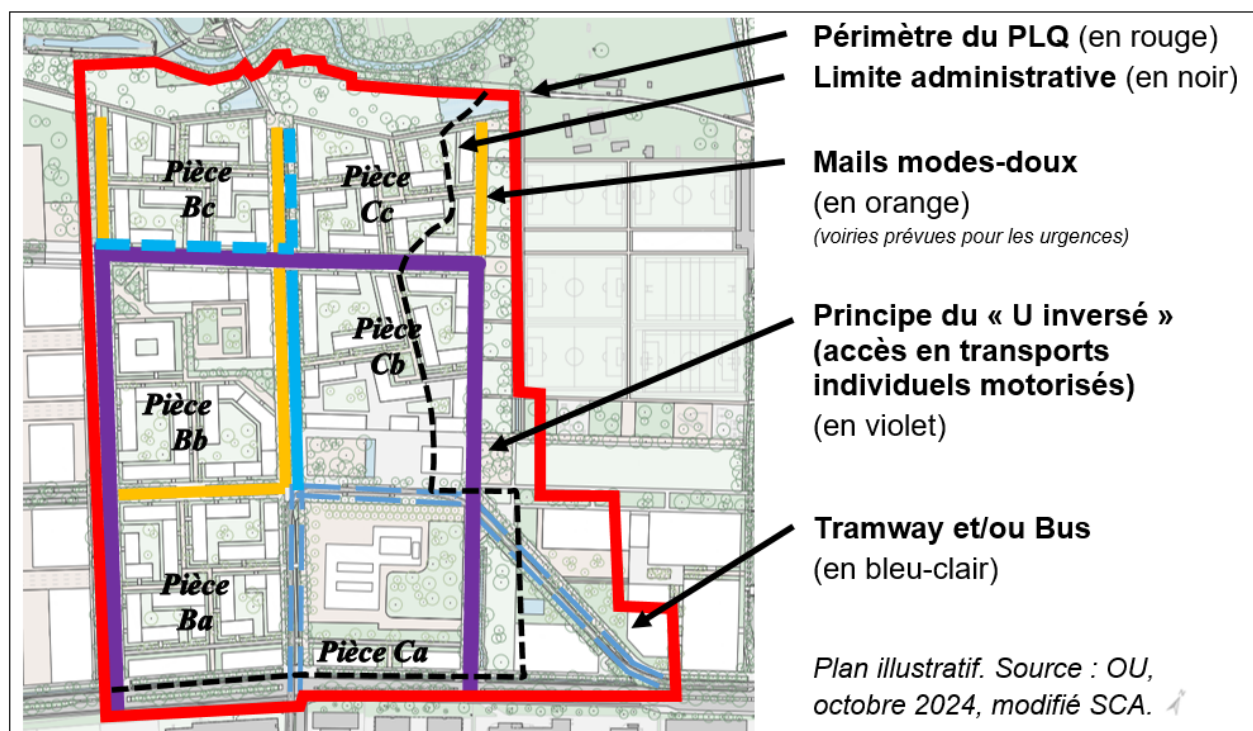 Périmètre du PLQ (en rouge)
Limite administrative (en noir)
Mails modes-doux
(en orange)
(voiries prévues pour les urgences)
Principe du « U inversé »
(accès en transports
individuels motorisés)
(en violet)
Tramway et/ou Bus
(en bleu-clair)
Plan illustratif. Source : OU,
octobre 2024, modifié SCA.
Pièce
Bc
Pièce
Cc
Pièce
Cb
Pièce
Bb
Pièce
Ba
Pièce Ca